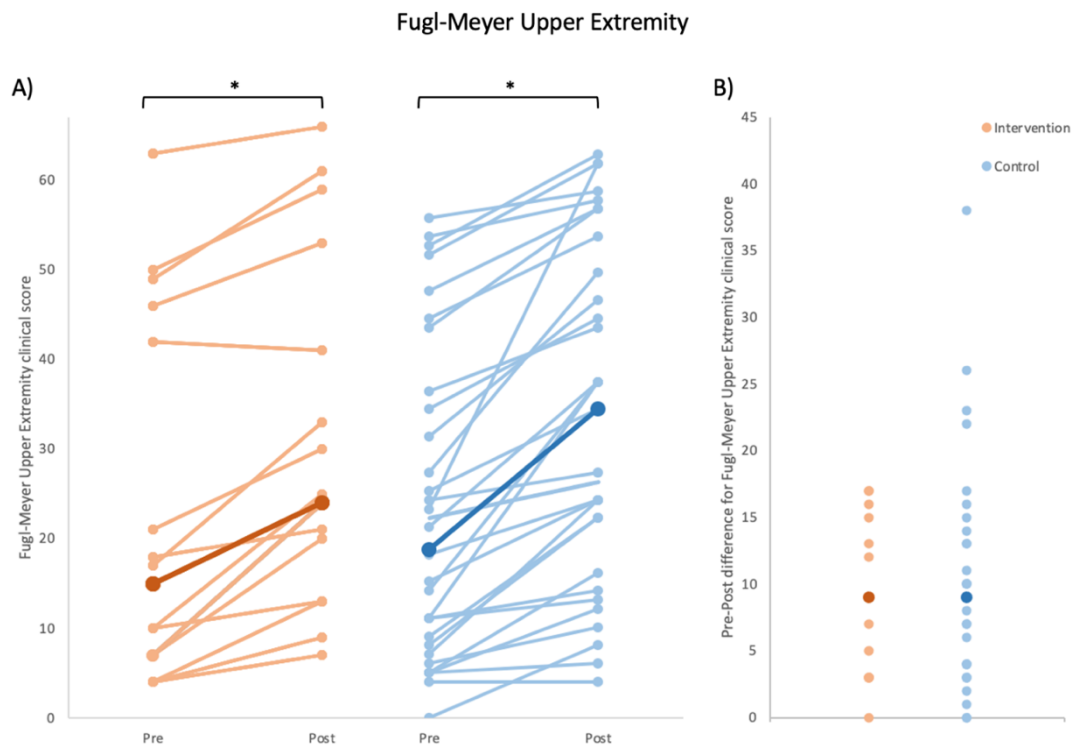 Fugl-Meyer Upper Extremity
A)
*
*
B)
Fugl-Meyer Upper Extremity clinical score
60
50
40
30
20
10
0
Pre
Post
Pre
Post
Pre-Post difference for Fugl-Meyer Upper Extremity clinical score
45
40
35
30
25
20
15
10
5
0
Intervention
Control